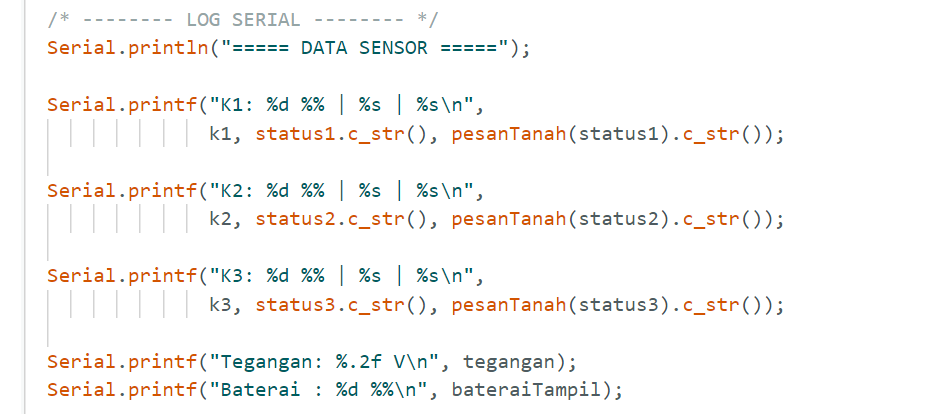 /* -------- LOG SERIAL -------- */
Serial.println("===== DATA SENSOR =====");
Serial.printf("K1: %d %% | %s | %s\n",
k1, status1.c_str(), pesanTanah(status1).c_str());
Serial.printf("K2: %d %% | %s | %s\n",
k2, status2.c_str(), pesanTanah(status2).c_str());
Serial.printf("K3: %d %% | %s | %s\n",
k3, status3.c_str(), pesanTanah(status3).c_str());
Serial.printf("Tegangan: %.2f V\n", tegangan);
Serial.printf("Baterai : %d %%\n", bateraiTampil);